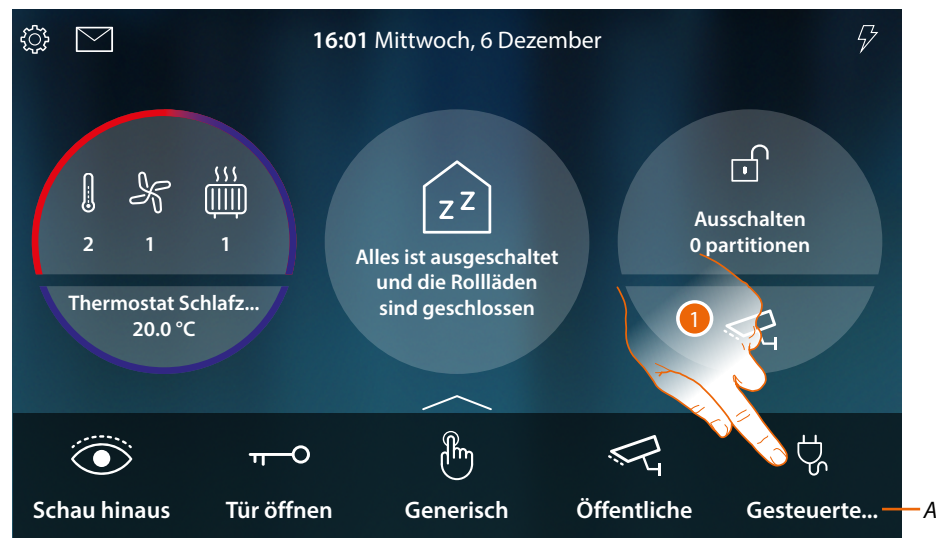 16:01 Mittwoch, 6 Dezember
2 1 1
Thermostat Schlafz...
20.0 °C
z Z
Alles ist ausgeschaltet
und die Rollläden
sind geschlossen
Ausschalten
0 partitionen
1
Schau hinaus
Tür öffnen
Generisch
Öffentliche
Gesteuerte...
A